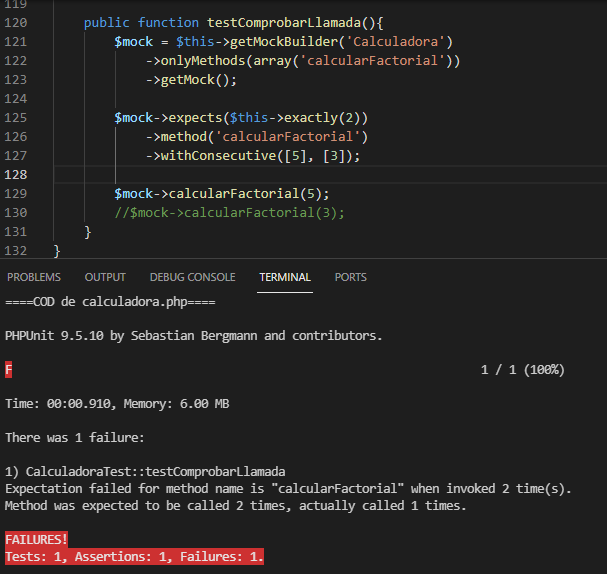 119
120 public function testComprobarLlamada(){
121 $mock = $this->getMockBuilder('Calculadora')
122 ->onlyMethods(array('calcularFactorial'))
123 ->getMock();
124
125 $mock->expects($this->exactly(2))
126 ->method('calcularFactorial')
127 ->withConsecutive([5], [3]);
128
129 $mock->calcularFactorial(5);
130 //$mock->calcularFactorial(3);
131 }
132 }
PROBLEMS OUTPUT DEBUG CONSOLE TERMINAL PORTS
====COD de calculadora.php====
PHPUnit 9.5.10 by Sebastian Bergmann and contributors.
F 1 / 1 (100%)
Time: 00:00.910, Memory: 6.00 MB
There was 1 failure:
1) CalculadoraTest::testComprobarLlamada
Expectation failed for method name is "calcularFactorial" when invoked 2 time(s).
Method was expected to be called 2 times, actually called 1 times.
FAILURES!
Tests: 1, Assertions: 1, Failures: 1.